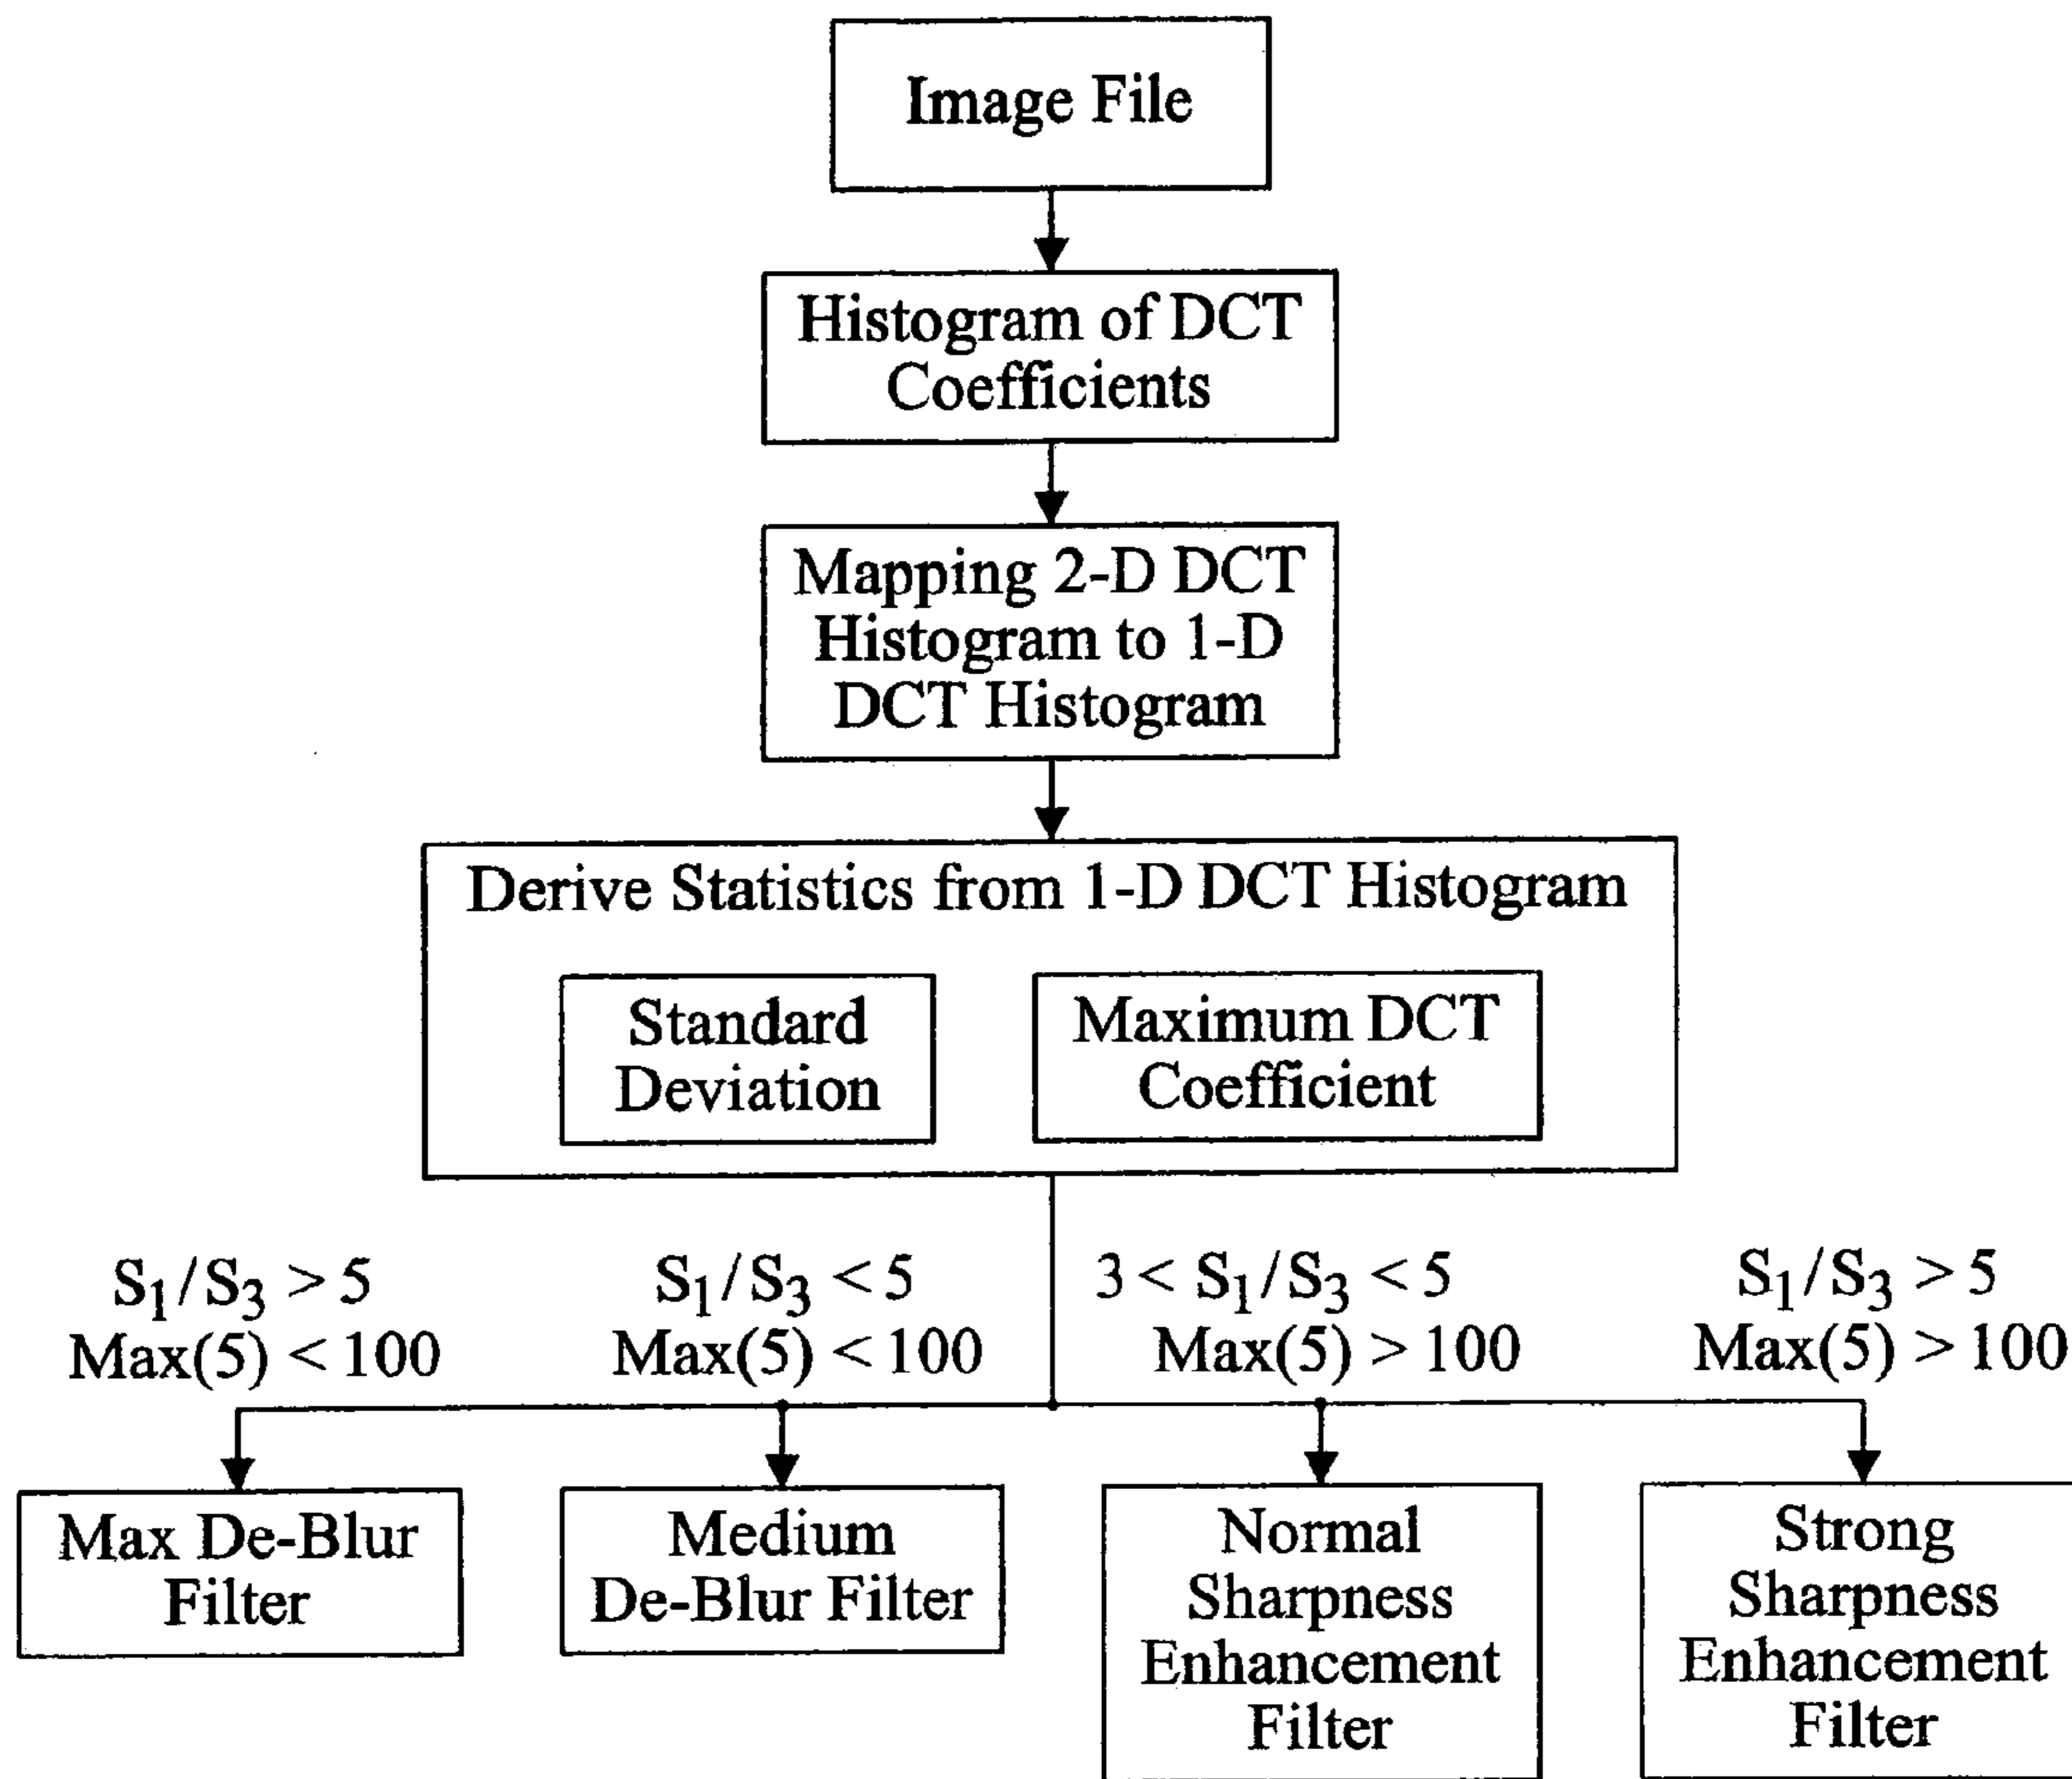 Image File
Histogram of DCT
Coefficients
Mapping 2-D DCT
Histogram to 1-D
DCT Histogram
Derive Statistics from 1-D DCT Histogram
Standard
Deviation
Maximum DCT
Coefficient
S₁/S₃ > 5
Max(5) < 100
S₁/S₃ < 5
Max(5) < 100
3 < S₁/S₃ < 5
Max(5) > 100
S₁/S₃ > 5
Max(5) > 100
Max De-Blur
Filter
Medium
De-Blur Filter
Normal
Sharpness
Enhancement
Filter
Strong
Sharpness
Enhancement
Filter